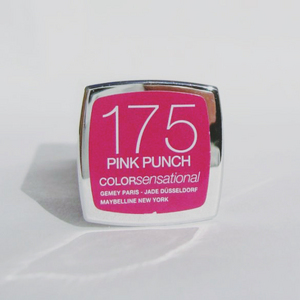 175
PINK PUNCH
COLORsensational
GEMEY PARIS - JADE DÜSSELDORF
MAYBELLINE NEW YORK